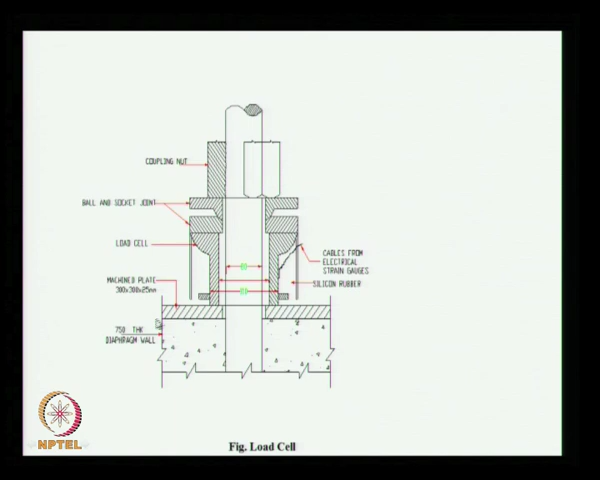 COUPLING NUT
BALL AND SOCKET JOINT
LOAD CELL
CABLES FROM
ELECTRICAL
STRAIN GAUGES
MACHINED PLATE
300x300x25mm
SILICON RUBBER
750 THK
DIAPHRAGM WALL
NPTEL
Fig. Load Cell